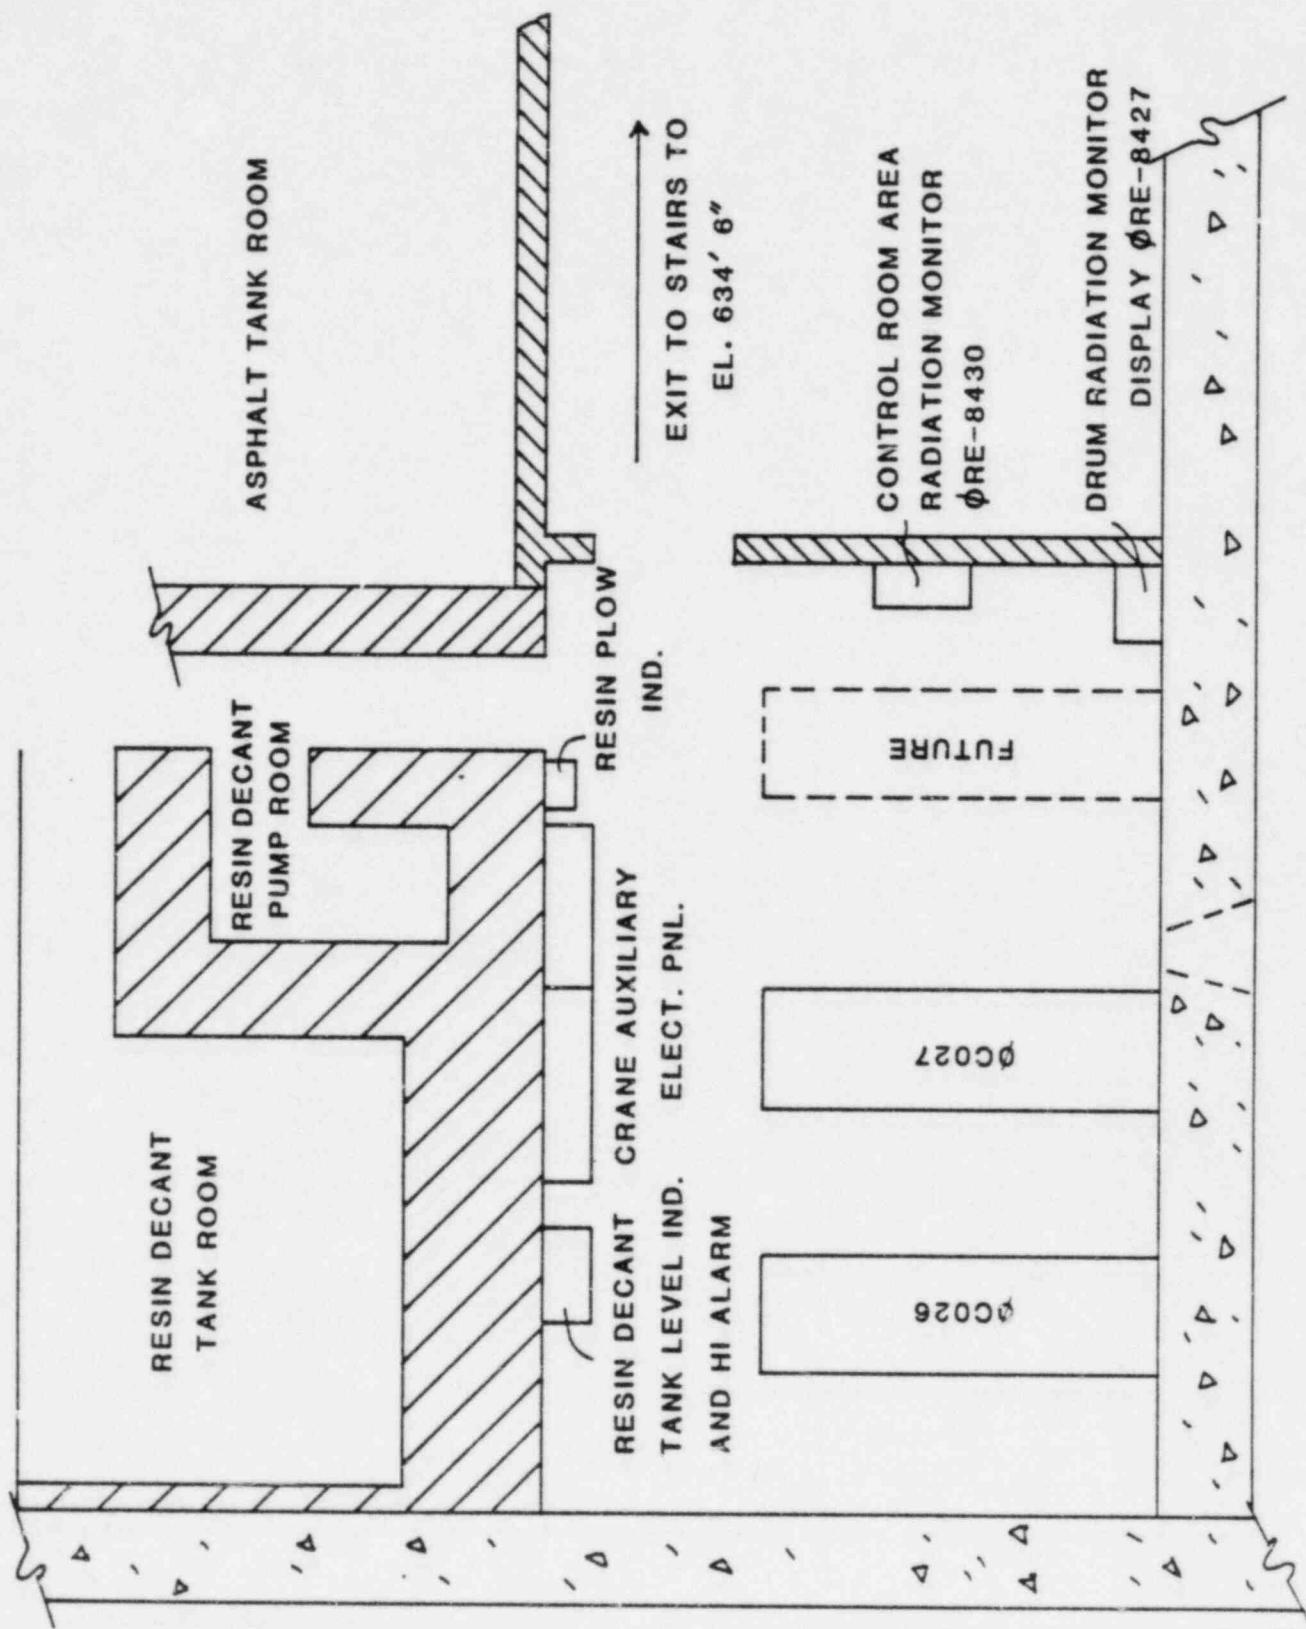 ASPHALT TANK ROOM
RESIN DECANT
PUMP ROOM
RESIN DECANT
TANK ROOM
EXIT TO STAIRS TO
EL. 634' 6"
RESIN PLOW
IND.
CRANE AUXILIARY
ELECT. PNL.
RESIN DECANT
TANK LEVEL IND.
AND HI ALARM
CONTROL ROOM AREA
RADIATION MONITOR
ØRE-8430
DRUM RADIATION MONITOR
DISPLAY ØRE-8427
FUTURE
ØC027
ØC026